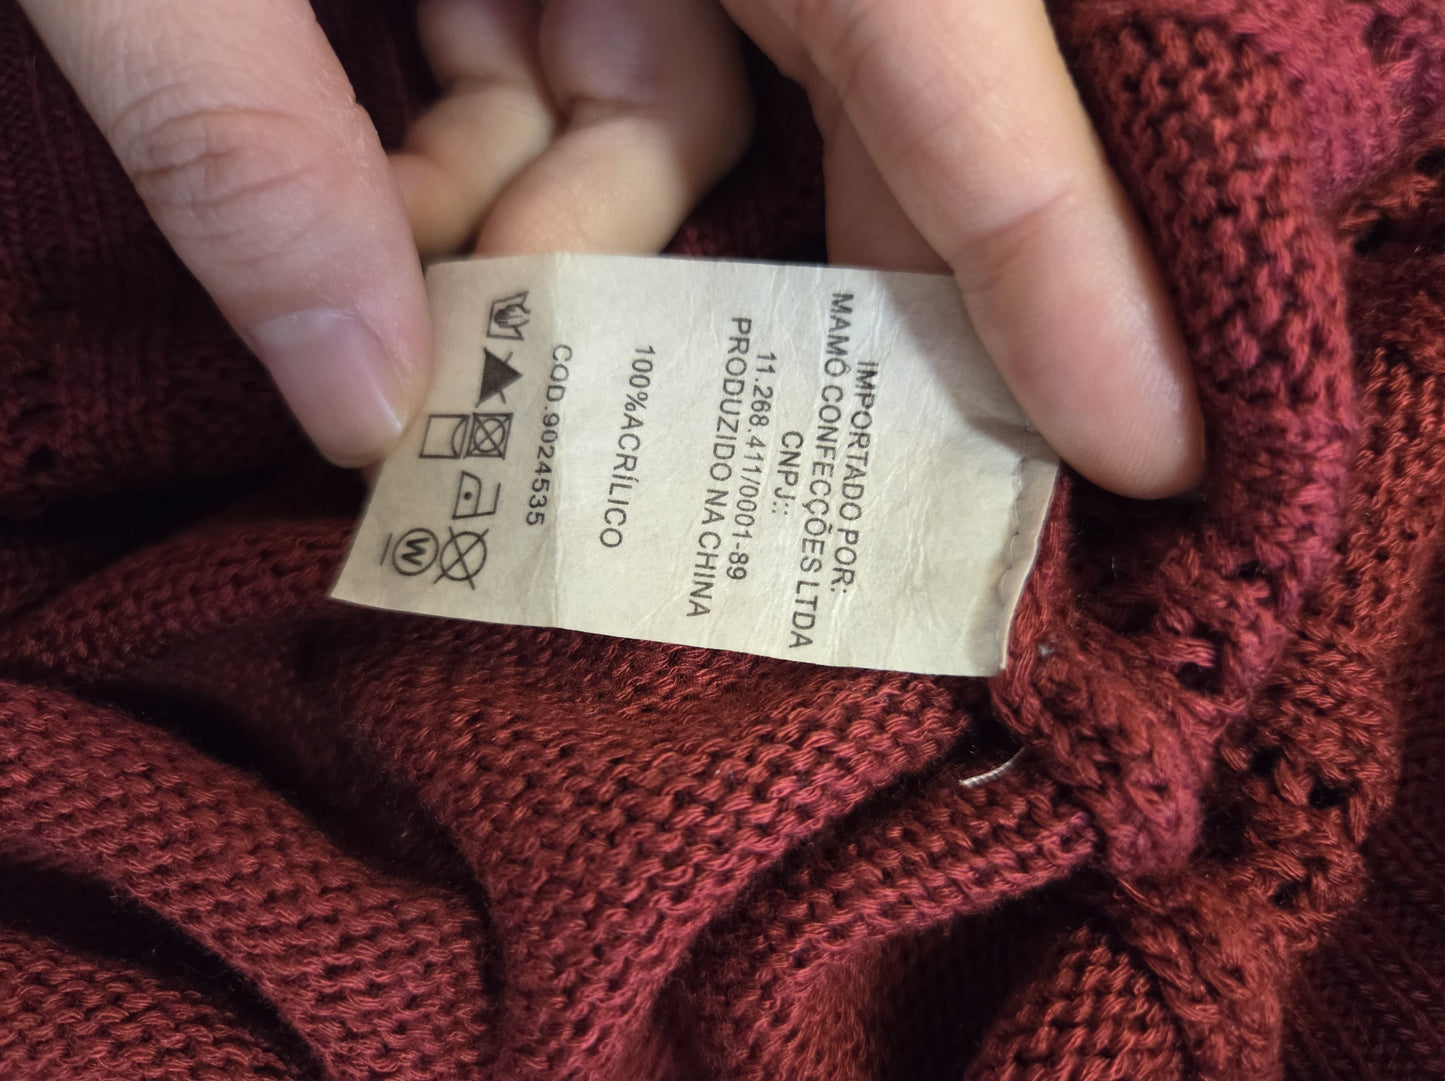 IMPORTADO POR:
MAMÔ CONFECÇÕES LTDA
CNPJ::
11.268.411/0001-89
PRODUZIDO NA CHINA
100%ACRÍLICO
COD.9024535
W